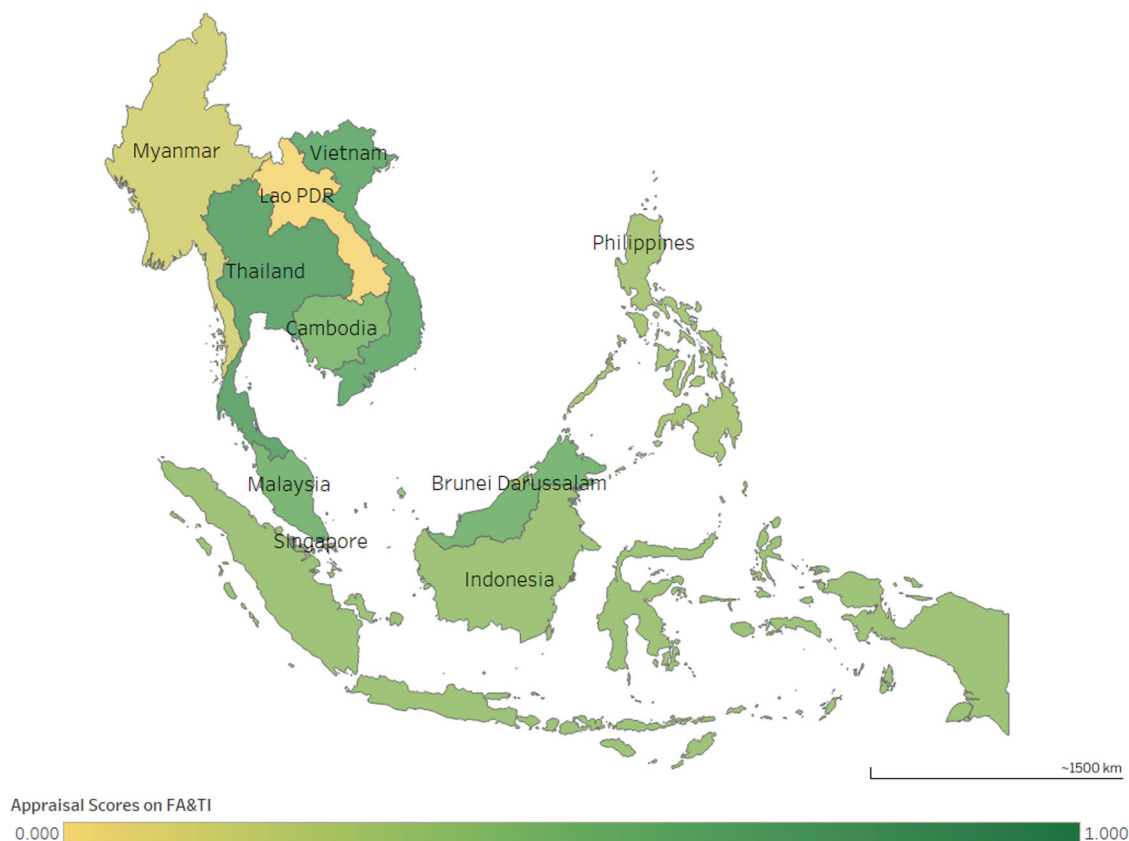 Myanmar
Vietnam
Lao PDR
Philippines
Thailand
Cambodia
Malaysia
Brunei Darussalam
Singapore
Indonesia
~1500 km
Appraisal Scores on FA&TI
0.000
1.000